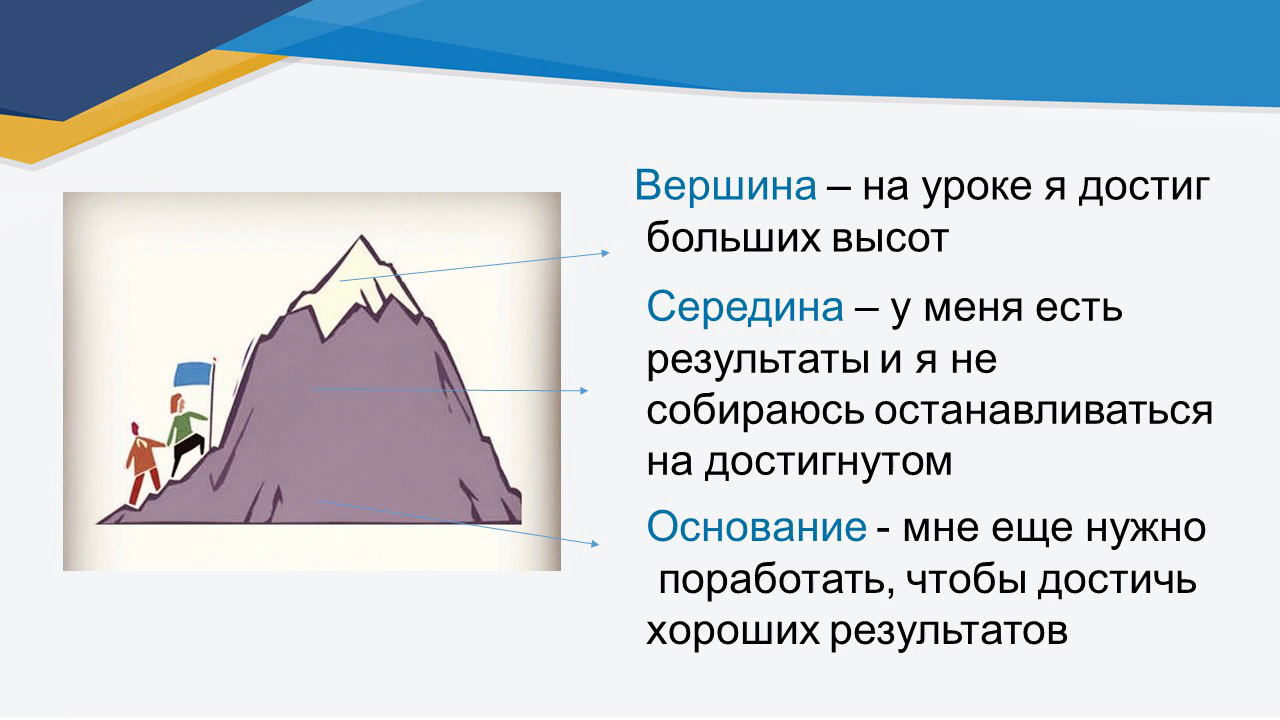 Вершина – на уроке я достиг
больших высот
Середина – у меня есть
результаты и я не
собираюсь останавливаться
на достигнутом
Основание - мне еще нужно
поработать, чтобы достичь
хороших результатов